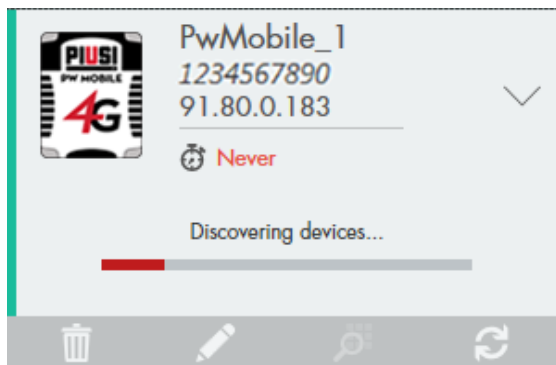 PIUSI
PW MOBILE
4G
PwMobile_1
1234567890
91.80.0.183
Never
Discovering devices...